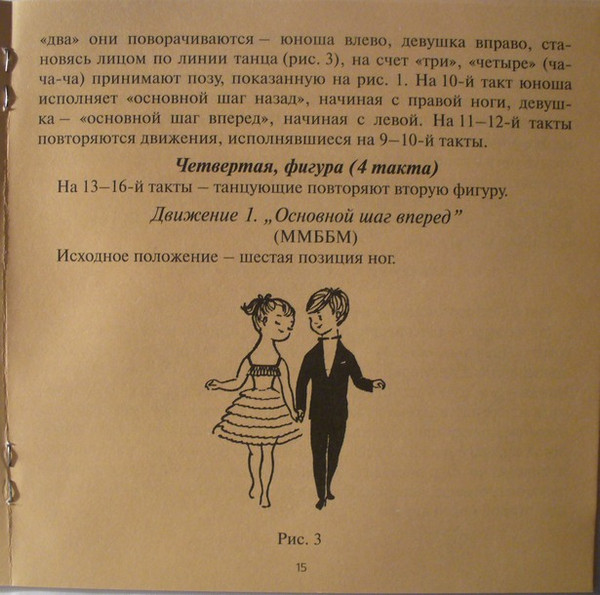 «два» они поворачиваются – юноша влево, девушка вправо, ста-
новясь лицом по линии танца (рис. 3), на счет «три», «четыре» (ча-
ча-ча) принимают позу, показанную на рис. 1. На 10-й такт юноша
исполняет «основной шаг назад», начиная с правой ноги, девуш-
ка – «основной шаг вперед», начиная с левой. На 11–12-й такты
повторяются движения, исполнявшиеся на 9–10-й такты.
Четвертая, фигура (4 такта)
На 13–16-й такты – танцующие повторяют вторую фигуру.
Движение 1. „Основной шаг вперед”
(ММББМ)
Исходное положение – шестая позиция ног.
Рис. 3
15